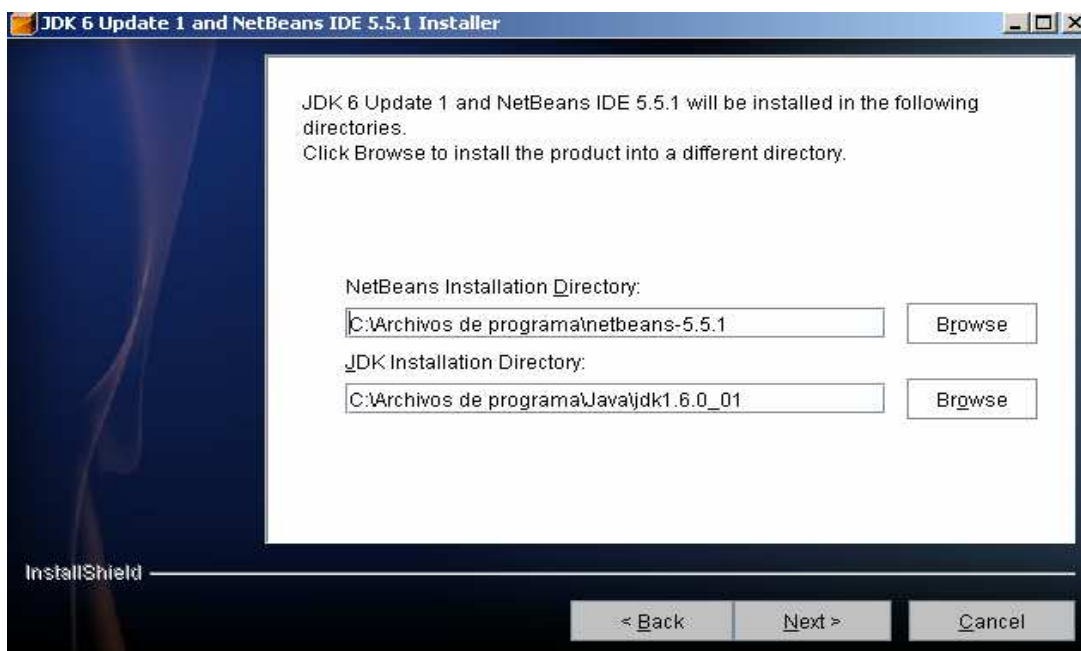 JDK 6 Update 1 and NetBeans IDE 5.5.1 Installer
JDK 6 Update 1 and NetBeans IDE 5.5.1 will be installed in the following
directories.
Click Browse to install the product into a different directory.
NetBeans Installation Directory:
C:\Archivos de programa\netbeans-5.5.1
Browse
JDK Installation Directory:
C:\Archivos de programa\Java\jdk1.6.0_01
Browse
InstallShield
< Back
Next >
Cancel